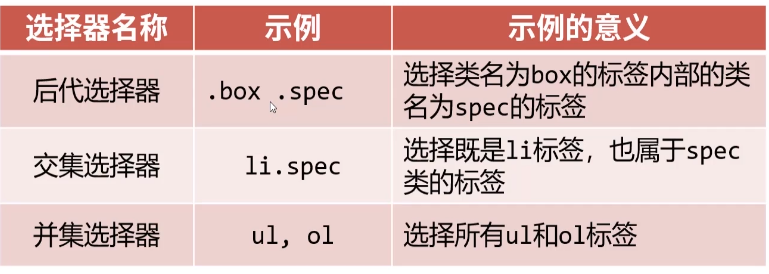 选择器名称 示例 示例的意义
后代选择器 .box .spec 选择类名为box的标签内部的类
名为spec的标签
交集选择器 li.spec 选择既是li标签，也属于spec
类的标签
并集选择器 ul, ol 选择所有ul和ol标签